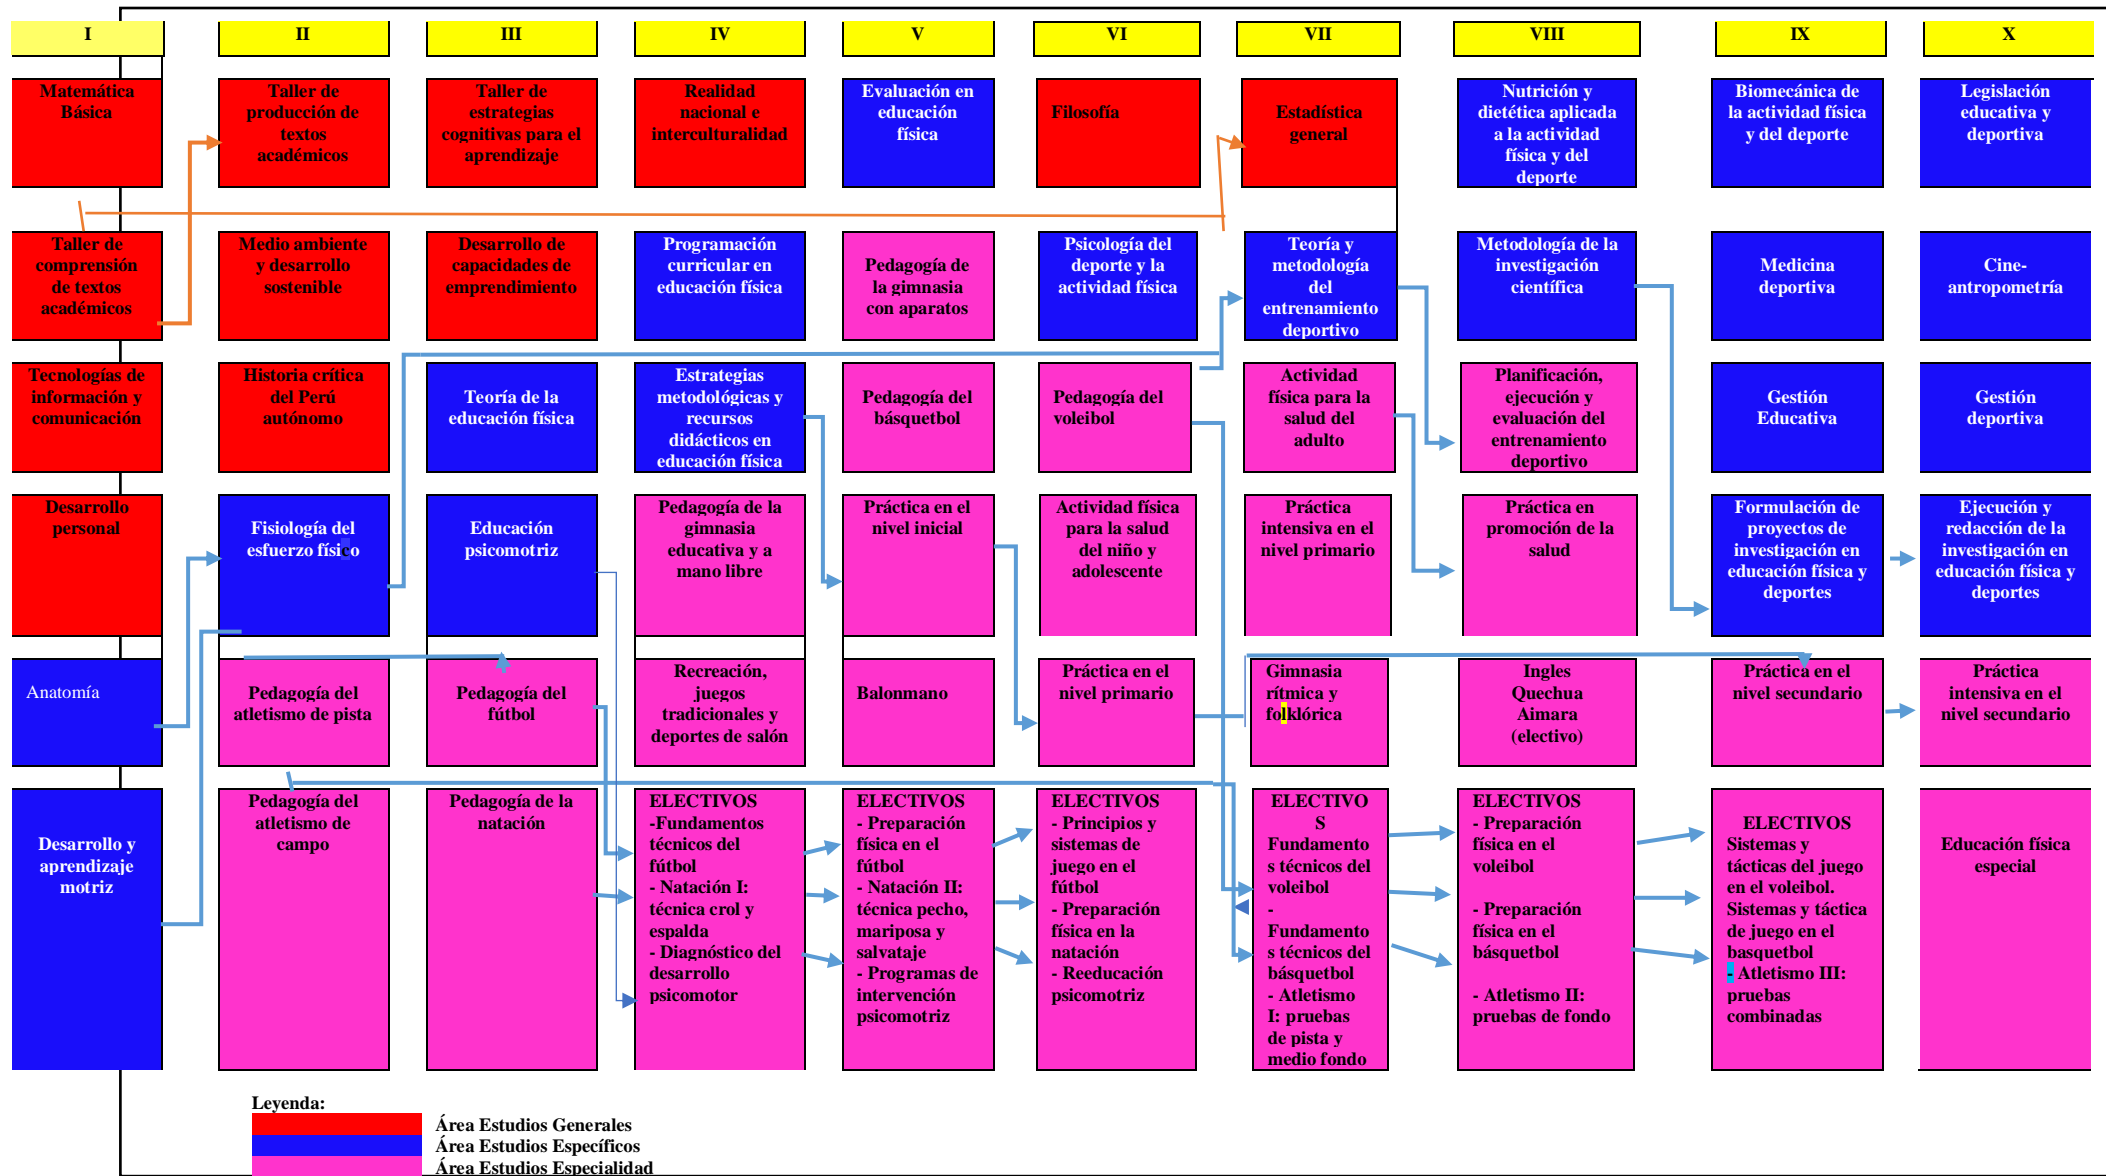 I
II
III
IV
V
VI
VII
VIII
IX
X
Matemática
Básica
Taller de
producción de
textos
académicos
Taller de
estrategias
cognitivas para el
aprendizaje
Realidad
nacional e
interculturalidad
Evaluación en
educación
física
Filosofía
Estadística
general
Nutrición y
dietética aplicada
a la actividad
física y del
deporte
Biomecánica de
la actividad física
y del deporte
Legislación
educativa y
deportiva
Taller de
comprensión
de textos
académicos
Medio ambiente
y desarrollo
sostenible
Desarrollo de
capacidades de
emprendimiento
Programación
curricular en
educación física
Pedagogía de
la gimnasia
con aparatos
Psicología del
deporte y la
actividad física
Teoría y
metodología
del
entrenamiento
deportivo
Metodología de la
investigación
científica
Medicina
deportiva
Cine-
antropometría
Tecnologías de
información y
comunicación
Historia crítica
del Perú
autónomo
Teoría de la
educación física
Estrategias
metodológicas y
recursos
didácticos en
educación física
Pedagogía del
básquetbol
Pedagogía del
voleibol
Actividad
física para la
salud del
adulto
Planificación,
ejecución y
evaluación del
entrenamiento
deportivo
Gestión
Educativa
Gestión
deportiva
Desarrollo
personal
Fisiología del
esfuerzo físico
Educación
psicomotriz
Pedagogía de la
gimnasia
educativa y a
mano libre
Práctica en el
nivel inicial
Actividad física
para la salud
del niño y
adolescente
Práctica
intensiva en el
nivel primario
Práctica en
promoción de la
salud
Formulación de
proyectos de
investigación en
educación física y
deportes
Ejecución y
redacción de la
investigación en
educación física y
deportes
Anatomía
Pedagogía del
atletismo de pista
Pedagogía del
fútbol
Recreación,
juegos
tradicionales y
deportes de salón
Balonmano
Práctica en el
nivel primario
Gimnasia
rítmica y
folklórica
Ingles
Quechua
Aimara
(electivo)
Práctica en el
nivel secundario
Práctica
intensiva en el
nivel secundario
Desarrollo y
aprendizaje
motriz
Pedagogía del
atletismo de
campo
Pedagogía de la
natación
ELECTIVOS
-Fundamentos
técnicos del
fútbol
- Natación I:
técnica crol y
espalda
- Diagnóstico del
desarrollo
psicomotor
ELECTIVOS
- Preparación
física en el
fútbol
- Natación II:
técnica pecho,
mariposa y
salvataje
- Programas de
intervención
psicomotriz
ELECTIVOS
- Principios y
sistemas de
juego en el
fútbol
- Preparación
física en la
natación
- Reeducación
psicomotriz
ELECTIVO
S
Fundamento
s técnicos del
voleibol
-
Fundamento
s técnicos del
básquetbol
- Atletismo
I: pruebas
de pista y
medio fondo
ELECTIVOS
- Preparación
física en el
voleibol
- Preparación
física en el
básquetbol
- Atletismo II:
pruebas de fondo
ELECTIVOS
Sistemas y
tácticas del juego
en el voleibol.
Sistemas y táctica
de juego en el
basquetbol
- Atletismo III:
pruebas
combinadas
Educación física
especial
Leyenda:
Área Estudios Generales
Área Estudios Específicos
Área Estudios Especialidad